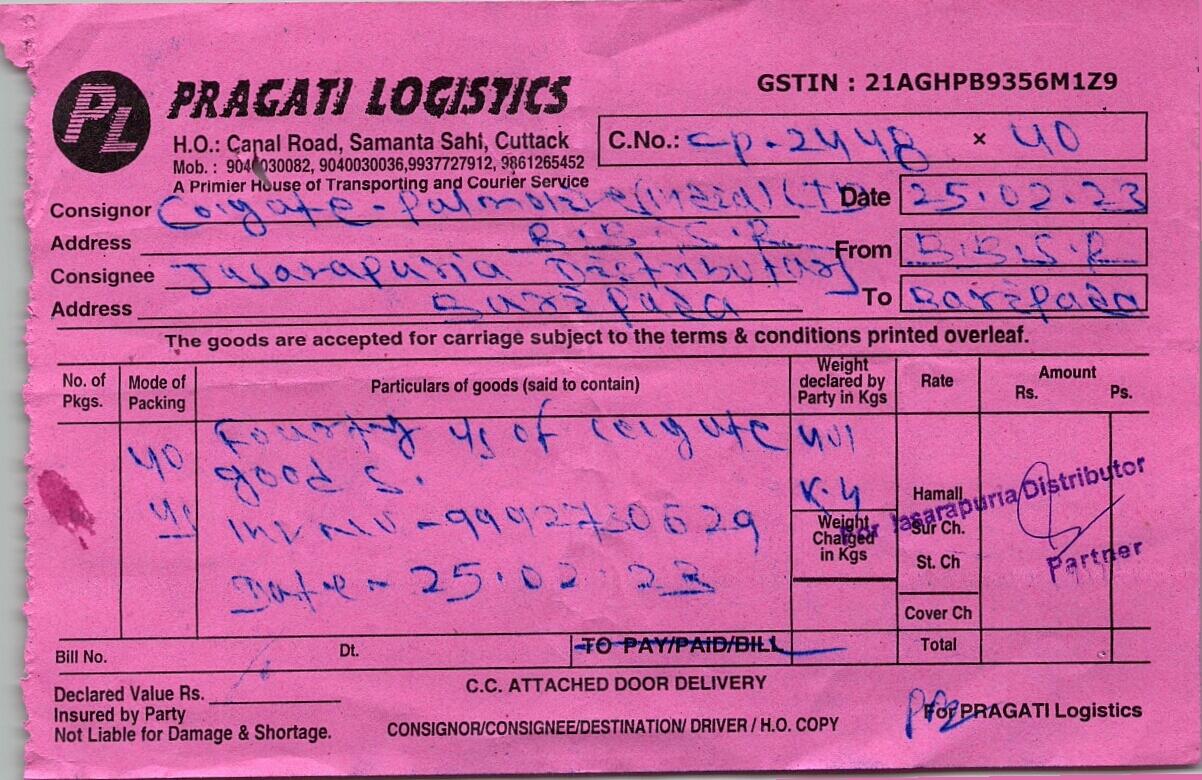 PL PRAGATI LOGISTICS
GSTIN : 21AGHPB9356M1Z9
H.O.: Canal Road, Samanta Sahi, Cuttack
C.No.: CP-2448 × 40
Mob. : 9040030082, 9040030036,9937727912, 9861265452
A Primier House of Transporting and Courier Service
Consignor Colgate-Palmolive (India) LTD Date 25.02.23
Address B.B.S.R From B.B.S.R
Consignee Jasarapuria Distributors
Address Baripada To Baripada
The goods are accepted for carriage subject to the terms & conditions printed overleaf.
No. of Pkgs. Mode of Packing Particulars of goods (said to contain) Weight declared by Party in Kgs Rate Amount Rs. Ps.
40 of 401
good S. K.G
Hamali
For Jasarapuria Distributor
Inv NO - 9992730629 Weight Charged in Kgs Sur Ch.
St. Ch Partner
Date - 25.02.23
Cover Ch
Bill No. Dt. TO PAY/PAID/BILL Total
Declared Value Rs.
C.C. ATTACHED DOOR DELIVERY
Insured by Party
For PRAGATI Logistics
Not Liable for Damage & Shortage.
CONSIGNOR/CONSIGNEE/DESTINATION/ DRIVER / H.O. COPY